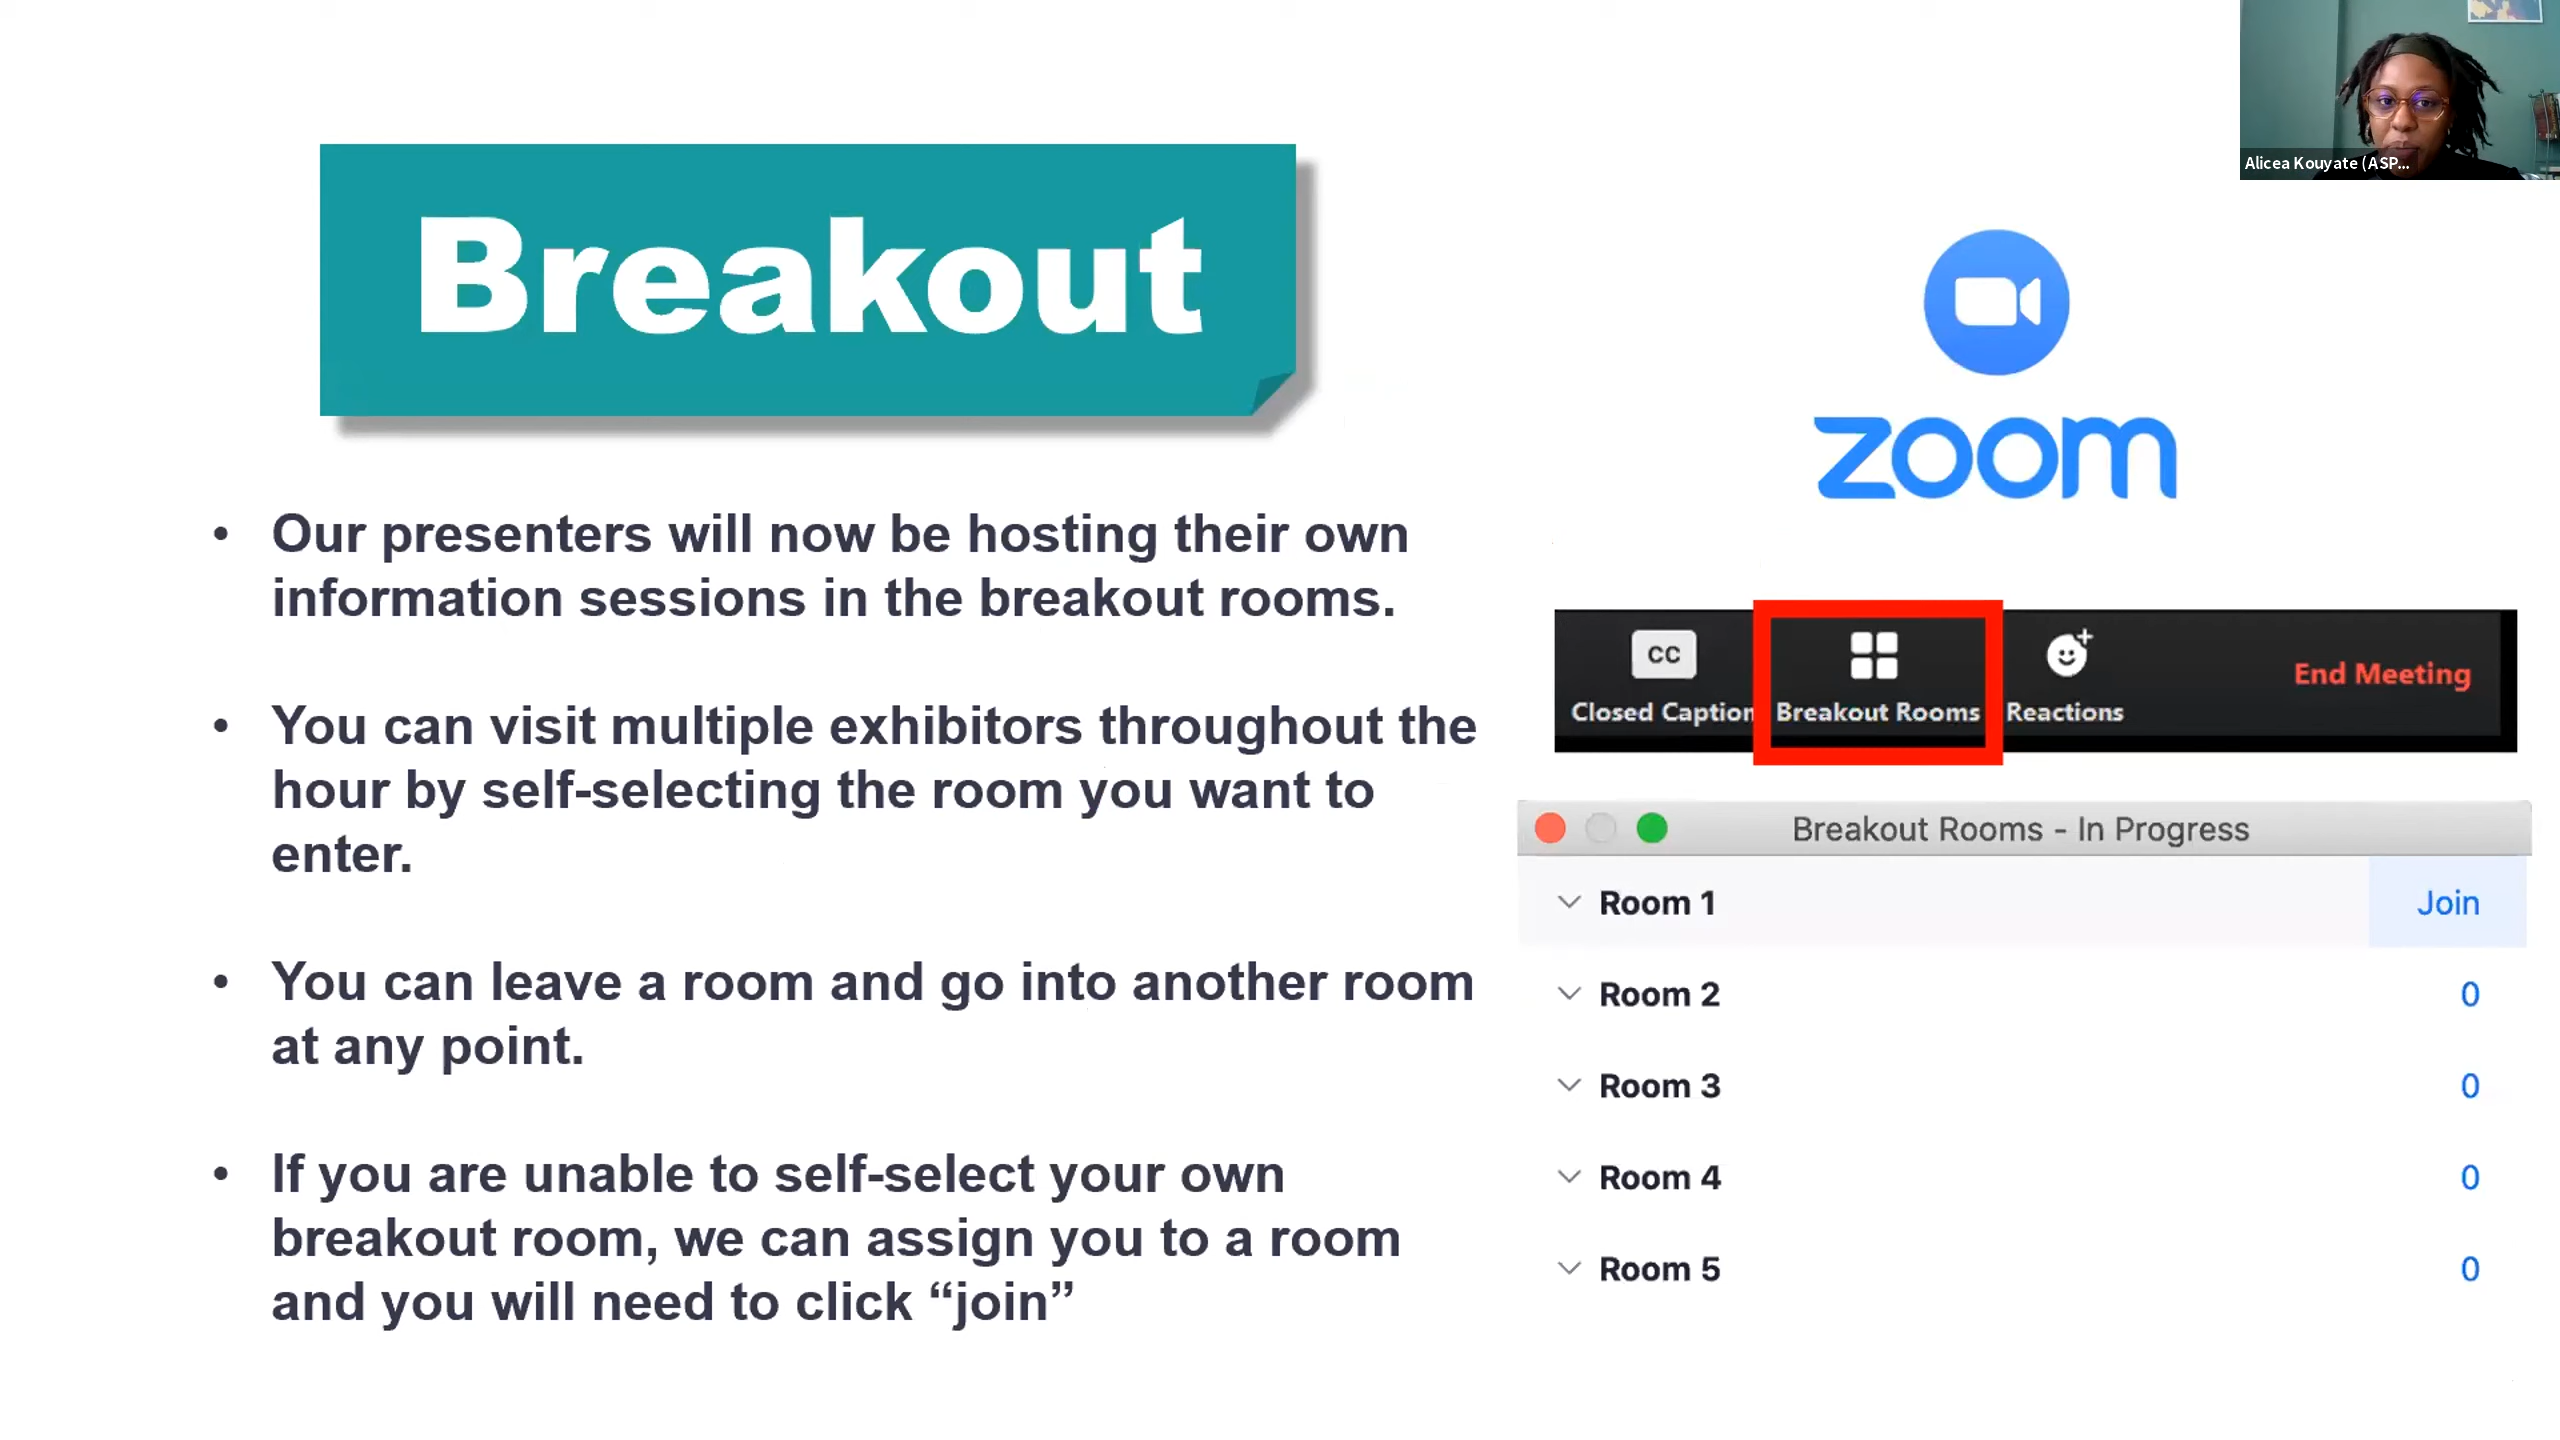 Alicea Kouyate (ASP...
Breakout
zoom
• Our presenters will now be hosting their own
information sessions in the breakout rooms.
• You can visit multiple exhibitors throughout the
hour by self-selecting the room you want to
enter.
• You can leave a room and go into another room
at any point.
• If you are unable to self-select your own
breakout room, we can assign you to a room
and you will need to click “join”
CC
Closed Caption Breakout Rooms Reactions End Meeting
Breakout Rooms - In Progress
Room 1 Join
Room 2 0
Room 3 0
Room 4 0
Room 5 0